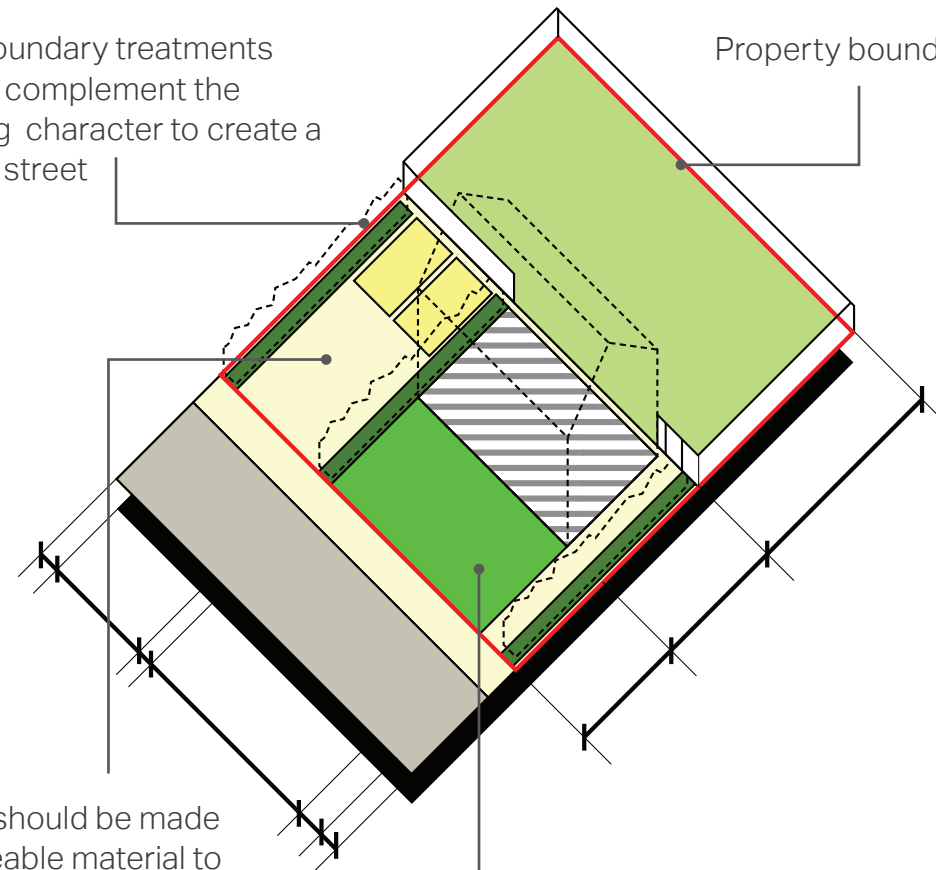 oundary treatments
complement the
g character to create a
street
Property bound
should be made
eable material to